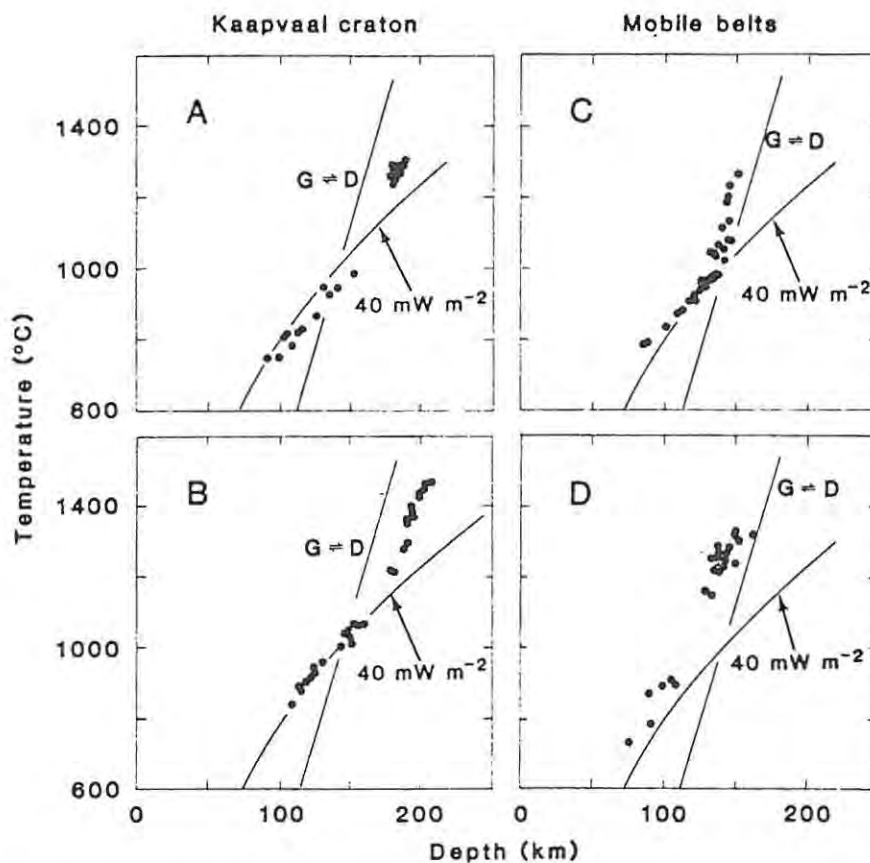 Kaapvaal craton
Mobile belts
1400
1000
800
A
G ⇌ D
40 mW m⁻²
C
G ⇌ D
40 mW m⁻²
Temperature (°C)
1400
1000
600
B
G ⇌ D
40 mW m⁻²
D
G ⇌ D
40 mW m⁻²
0 100 200
0 100 200
Depth (km)